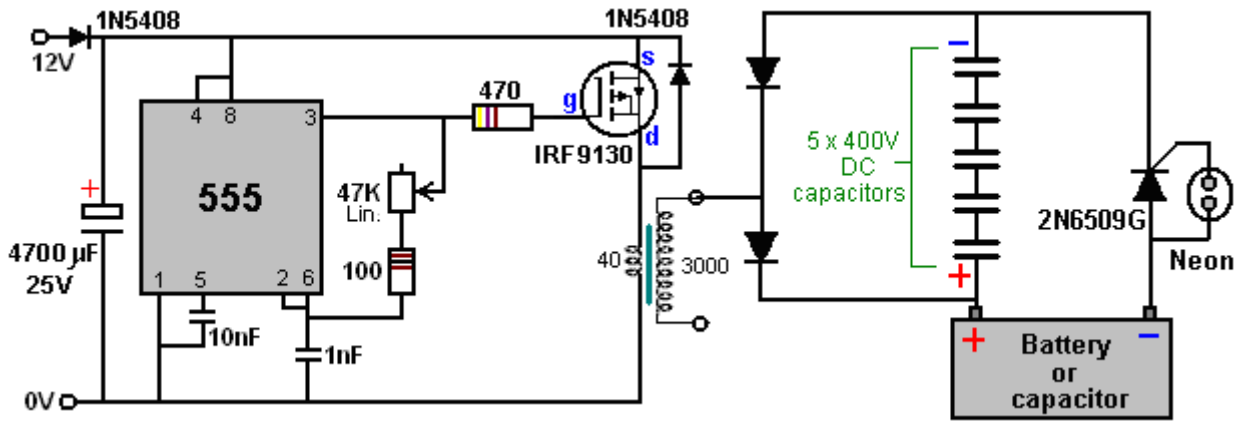 1N5408
12V
4 8 3
555
1 5 2 6
+
4700 µF
25V
10nF
1nF
0V
470
47K
Lin.
100
g
s
d
IRF9130
1N5408
40
3000
−
5 x 400V
DC
capacitors
+
2N6509G
Neon
+ −
Battery
or
capacitor